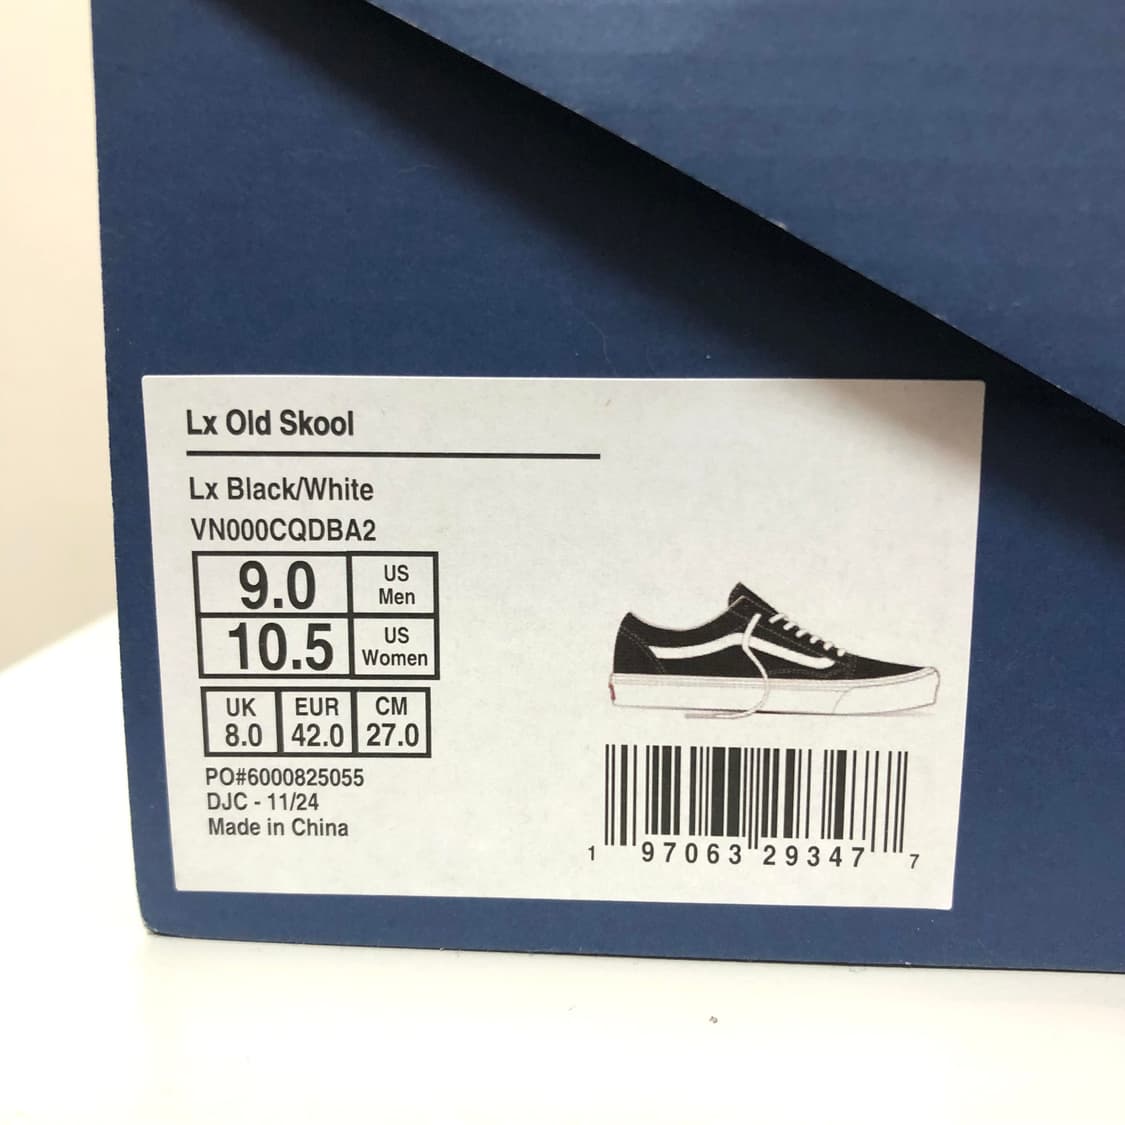 Lx Old Skool
Lx Black/White
VN000CQDBA2
9.0 US Men
10.5 US Women
UK EUR CM
8.0 42.0 27.0
PO#6000825055
DJC - 11/24
Made in China
1 97063 29347 7